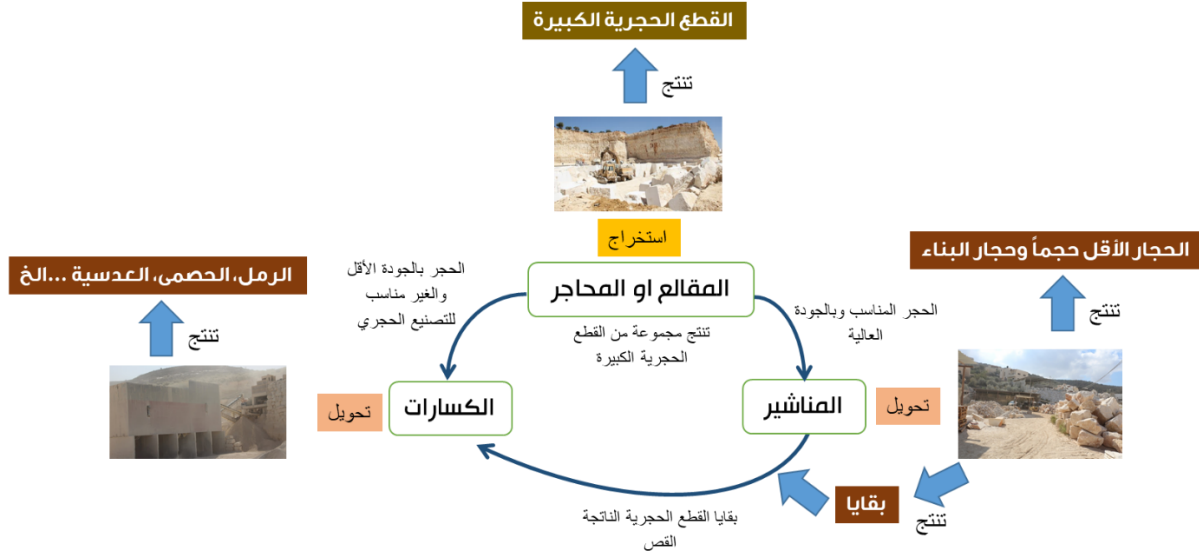 القطع الحجرية الكبيرة
تنتج
استخراج
الحجار الأقل حجماً وحجار البناء
الرمل، الحصمى، العدسية ...الخ
الحجر بالجودة الأقل
والغير مناسب
للتصنيع الحجري
المقالع او المحاجر
الحجر المناسب وبالجودة
العالية
تنتج
تنتج
تنتج مجموعة من القطع
الحجرية الكبيرة
تحويل
المناشير
الكسارات
تحويل
بقايا
تنتج
بقايا القطع الحجرية الناتجة
القص